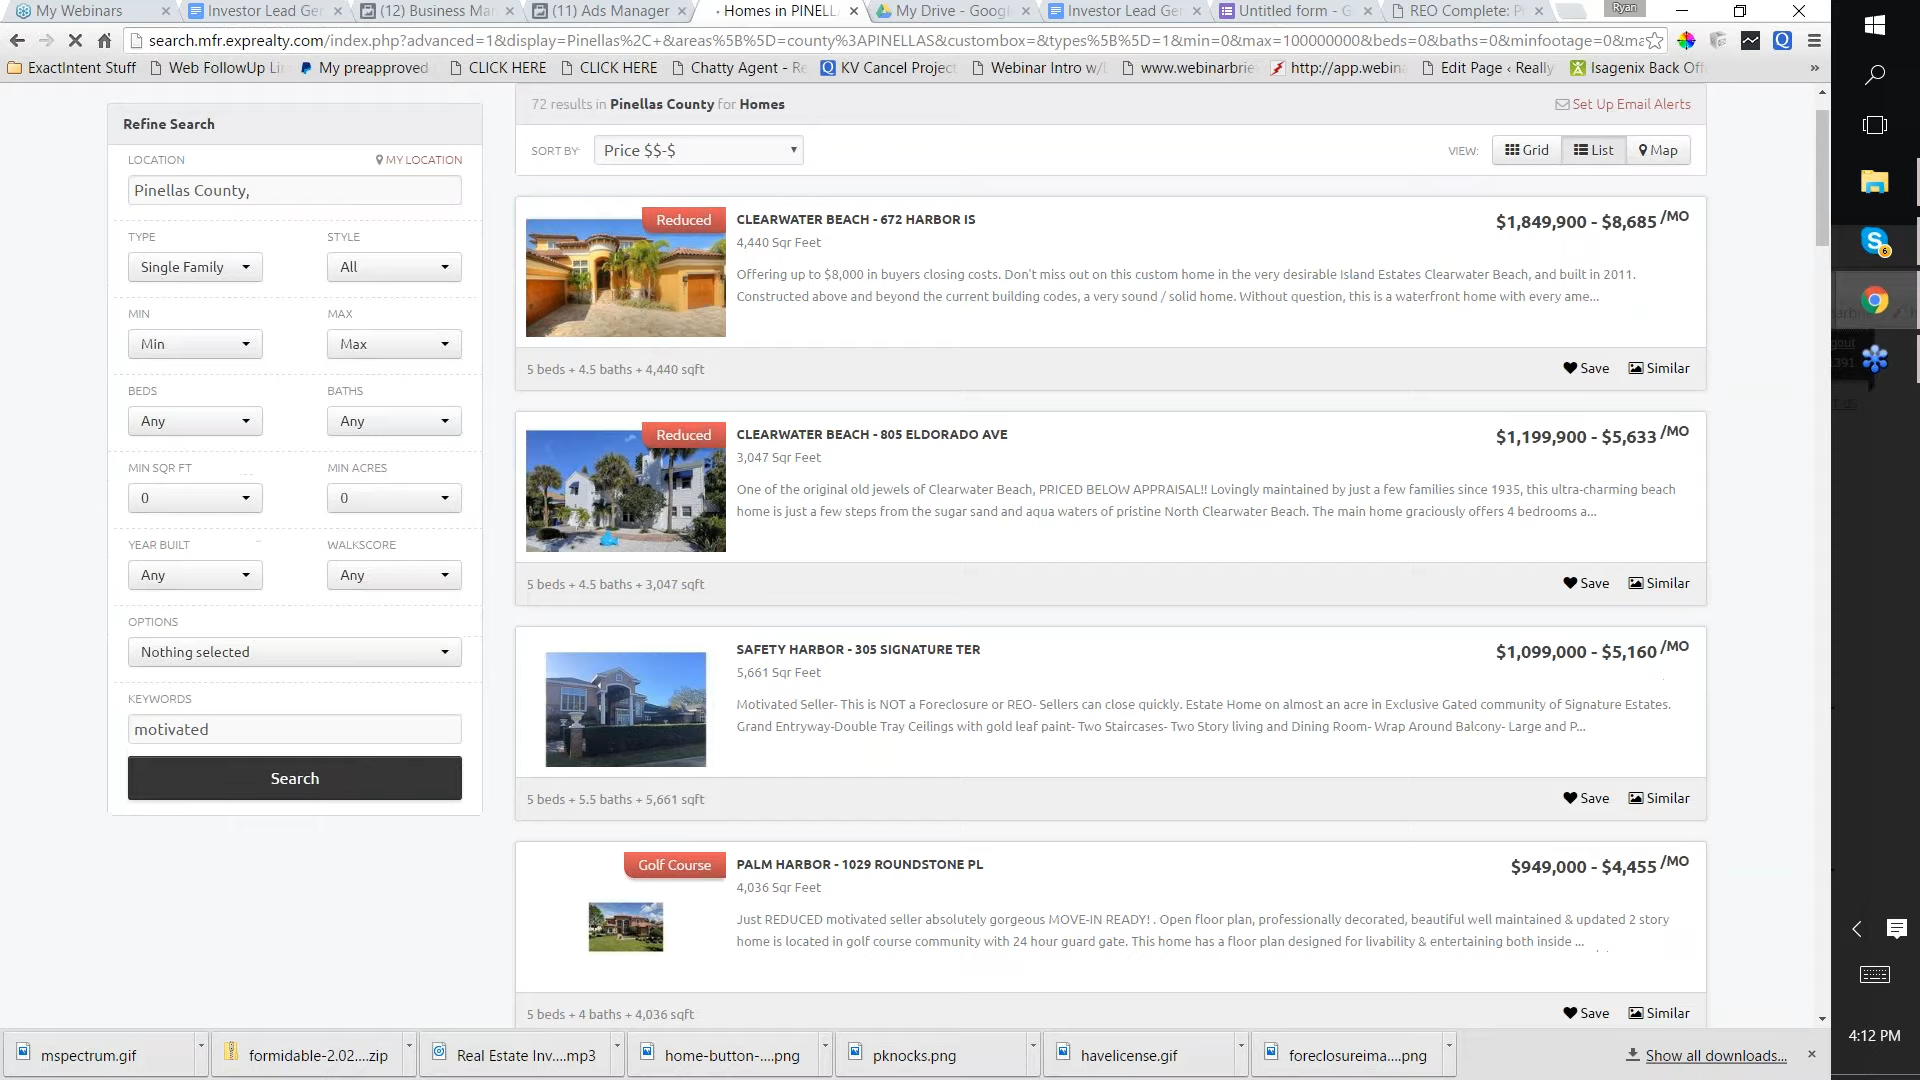 My Webinars
Investor Lead Ger
(12) Business Mar
(11) Ads Manager
Homes in PINELL
My Drive - Googl
Investor Lead Ger
Untitled form - G
REO Complete: P
Ryan
search.mfr.exprealty.com/index.php?advanced=1&display=Pinellas%2C+&areas%5B%5D=county%3APINELLAS&custombox=&types%5B%5D=1&min=0&max=100000000&beds=0&baths=0&minfootage=0&ma
ExactIntent Stuff
Web FollowUp Li
My preapproved
CLICK HERE
CLICK HERE
Chatty Agent - Re
KV Cancel Project
Webinar Intro w/
www.webinarbrie
http://app.webina
Edit Page ‹ Really
Isagenix Back Off
»
Refine Search
LOCATION
MY LOCATION
Pinellas County,
TYPE
STYLE
Single Family
All
MIN
MAX
Min
Max
BEDS
BATHS
Any
Any
MIN SQR FT
MIN ACRES
0
0
YEAR BUILT
WALKSCORE
Any
Any
OPTIONS
Nothing selected
KEYWORDS
motivated
Search
72 results in Pinellas County for Homes
Set Up Email Alerts
SORT BY:
Price $$-$
VIEW:
Grid
List
Map
Reduced
CLEARWATER BEACH - 672 HARBOR IS
$1,849,900 - $8,685 /MO
4,440 Sqr Feet
Offering up to $8,000 in buyers closing costs. Don't miss out on this custom home in the very desirable Island Estates Clearwater Beach, and built in 2011.
Constructed above and beyond the current building codes, a very sound / solid home. Without question, this is a waterfront home with every ame...
5 beds + 4.5 baths + 4,440 sqft
Save
Similar
Reduced
CLEARWATER BEACH - 805 ELDORADO AVE
$1,199,900 - $5,633 /MO
3,047 Sqr Feet
One of the original old jewels of Clearwater Beach, PRICED BELOW APPRAISAL!! Lovingly maintained by just a few families since 1935, this ultra-charming beach
home is just a few steps from the sugar sand and aqua waters of pristine North Clearwater Beach. The main home graciously offers 4 bedrooms a...
5 beds + 4.5 baths + 3,047 sqft
Save
Similar
SAFETY HARBOR - 305 SIGNATURE TER
$1,099,000 - $5,160 /MO
5,661 Sqr Feet
Motivated Seller- This is NOT a Foreclosure or REO- Sellers can close quickly. Estate Home on almost an acre in Exclusive Gated community of Signature Estates.
Grand Entryway-Double Tray Ceilings with gold leaf paint- Two Staircases- Two Story living and Dining Room- Wrap Around Balcony- Large and P...
5 beds + 5.5 baths + 5,661 sqft
Save
Similar
Golf Course
PALM HARBOR - 1029 ROUNDSTONE PL
$949,000 - $4,455 /MO
4,036 Sqr Feet
Just REDUCED motivated seller absolutely gorgeous MOVE-IN READY! . Open floor plan, professionally decorated, beautiful well maintained & updated 2 story
home is located in golf course community with 24 hour guard gate. This home has a floor plan designed for livability & entertaining both inside ...
5 beds + 4 baths + 4,036 sqft
Save
Similar
mspectrum.gif
formidable-2.02....zip
Real Estate Inv....mp3
home-button-....png
pknocks.png
havelicense.gif
foreclosureima....png
Show all downloads...
6
4:12 PM